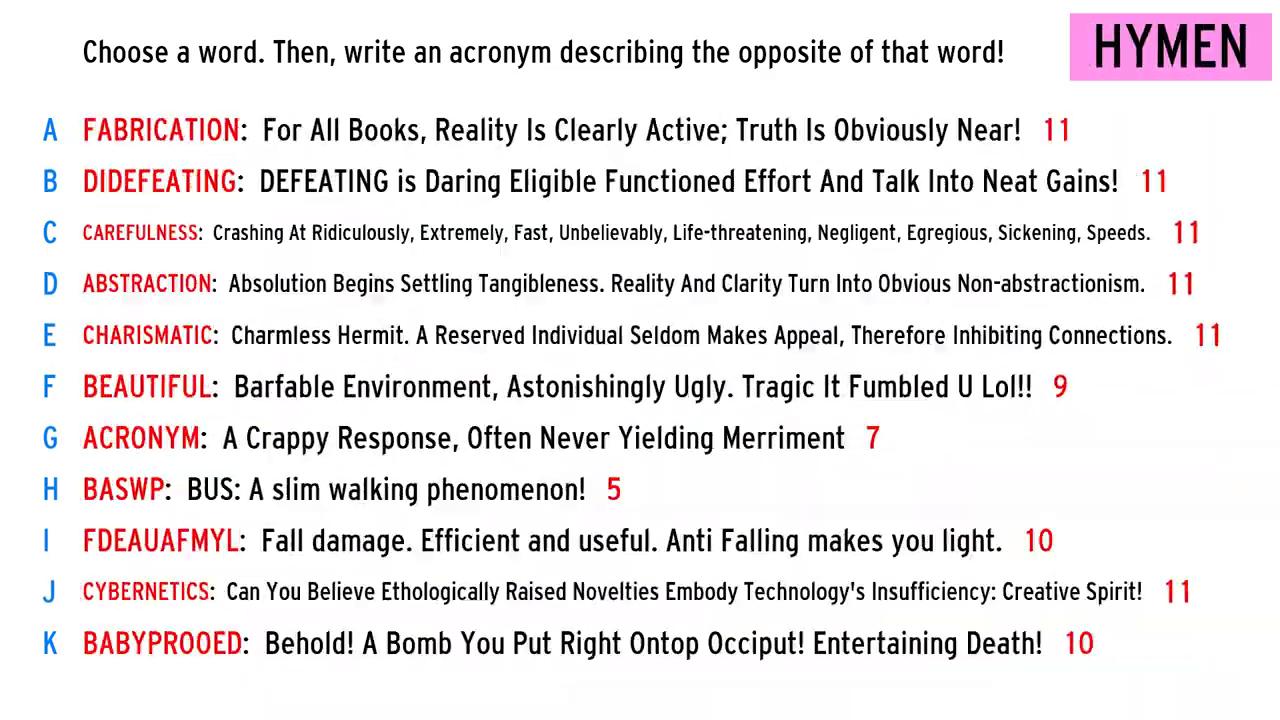 Choose a word. Then, write an acronym describing the opposite of that word!
HYMEN
A FABRICATION: For All Books, Reality Is Clearly Active; Truth Is Obviously Near! 11
B DIDEFEATING: DEFEATING is Daring Eligible Functioned Effort And Talk Into Neat Gains! 11
C CAREFULNESS: Crashing At Ridiculously, Extremely, Fast, Unbelievably, Life-threatening, Negligent, Egregious, Sickening, Speeds. 11
D ABSTRACTION: Absolution Begins Settling Tangibleness. Reality And Clarity Turn Into Obvious Non-abstractionism. 11
E CHARISMATIC: Charmless Hermit. A Reserved Individual Seldom Makes Appeal, Therefore Inhibiting Connections. 11
F BEAUTIFUL: Barfable Environment, Astonishingly Ugly. Tragic It Fumbled U Lol!! 9
G ACRONYM: A Crappy Response, Often Never Yielding Merriment 7
H BASWP: BUS: A slim walking phenomenon! 5
I FDEAUAFMYL: Fall damage. Efficient and useful. Anti Falling makes you light. 10
J CYBERNETICS: Can You Believe Ethologically Raised Novelties Embody Technology's Insufficiency: Creative Spirit! 11
K BABYPROOED: Behold! A Bomb You Put Right Ontop Occiput! Entertaining Death! 10